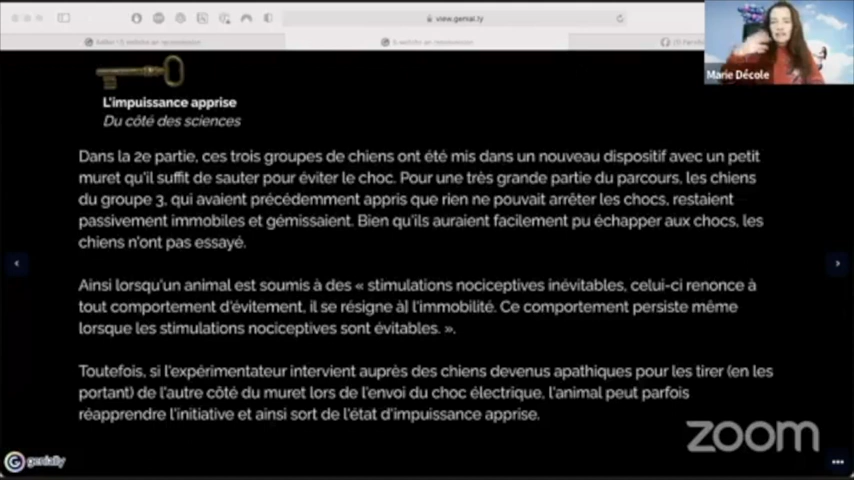 view.genial.ly
Marie Décole
L'impuissance apprise
Du côté des sciences
Dans la 2e partie, ces trois groupes de chiens ont été mis dans un nouveau dispositif avec un petit
muret qu'il suffit de sauter pour éviter le choc. Pour une très grande partie du parcours, les chiens
du groupe 3, qui avaient précédemment appris que rien ne pouvait arrêter les chocs, restaient
passivement immobiles et gémissaient. Bien qu'ils auraient facilement pu échapper aux chocs, les
chiens n'ont pas essayé.
Ainsi lorsqu'un animal est soumis à des « stimulations nociceptives inévitables, celui-ci renonce à
tout comportement d'évitement, il se résigne à] l'immobilité. Ce comportement persiste même
lorsque les stimulations nociceptives sont évitables. ».
Toutefois, si l'expérimentateur intervient auprès des chiens devenus apathiques pour les tirer (en les
portant) de l'autre côté du muret lors de l'envoi du choc électrique, l'animal peut parfois
réapprendre l'initiative et ainsi sort de l'état d'impuissance apprise.
zoom
genially